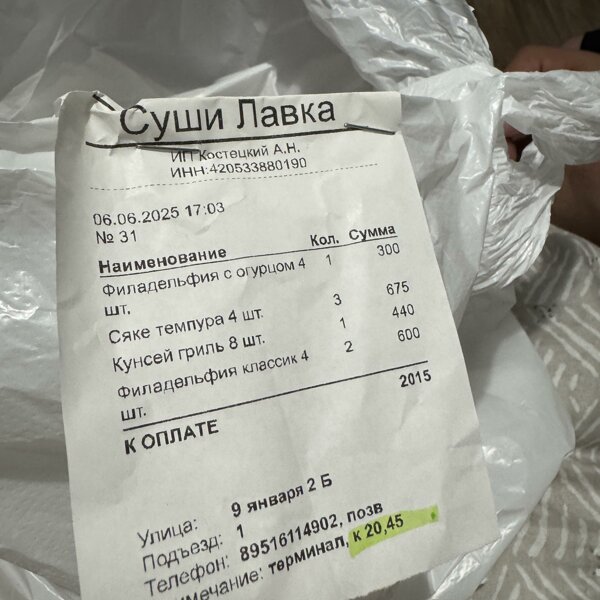 Суши Лавка
ИП Костецкий А.Н.
ИНН:420533880190
06.06.2025 17:03
№ 31
Наименование Кол. Сумма
Филадельфия с огурцом 4 1 300
шт.
Сяке темпура 4 шт. 3 675
Кунсей гриль 8 шт. 1 440
Филадельфия классик 4 2 600
шт.
К ОПЛАТЕ 2015
Улица: 9 января 2 Б
Подъезд: 1
Телефон: 89516114902, позв
имечание: терминал, к 20,45